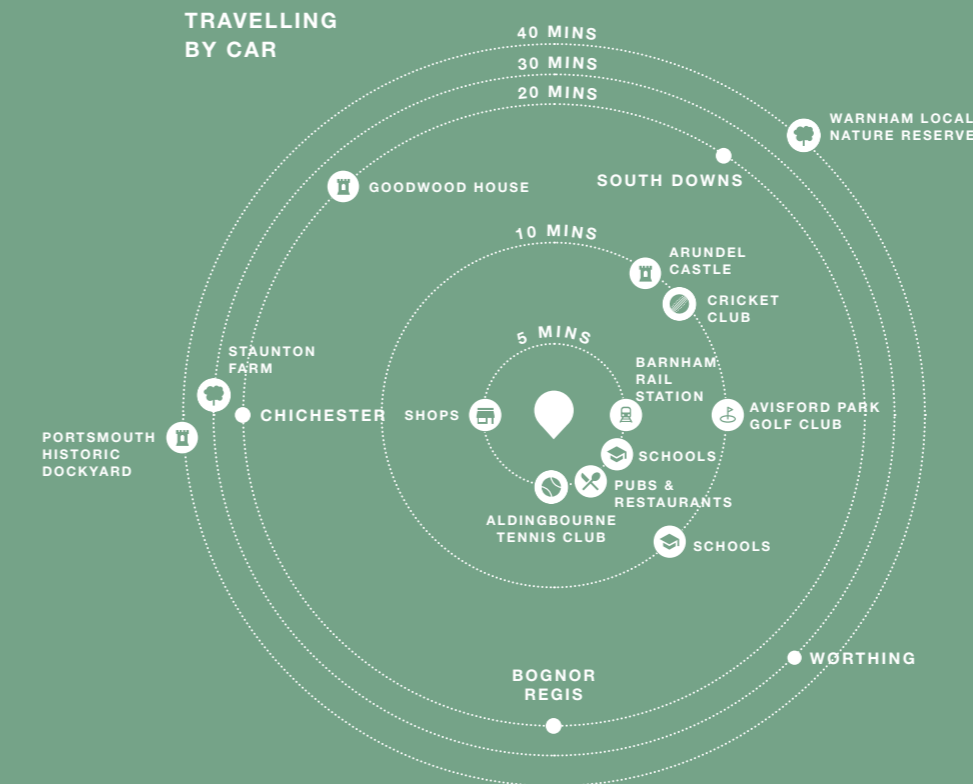 TRAVELLING
BY CAR
40 MINS
30 MINS
20 MINS
WARNHAM LOCAL
NATURE RESERVE
SOUTH DOWNS
GOODWOOD HOUSE
10 MINS
ARUNDEL
CASTLE
CRICKET
CLUB
5 MINS
STAUNTON
FARM
BARNHAM
RAIL
STATION
CHICHESTER
SHOPS
AVISFORD PARK
GOLF CLUB
PORTSMOUTH
HISTORIC
DOCKYARD
SCHOOLS
PUBS &
RESTAURANTS
ALDINGBOURNE
TENNIS CLUB
SCHOOLS
WORTHING
BOGNOR
REGIS